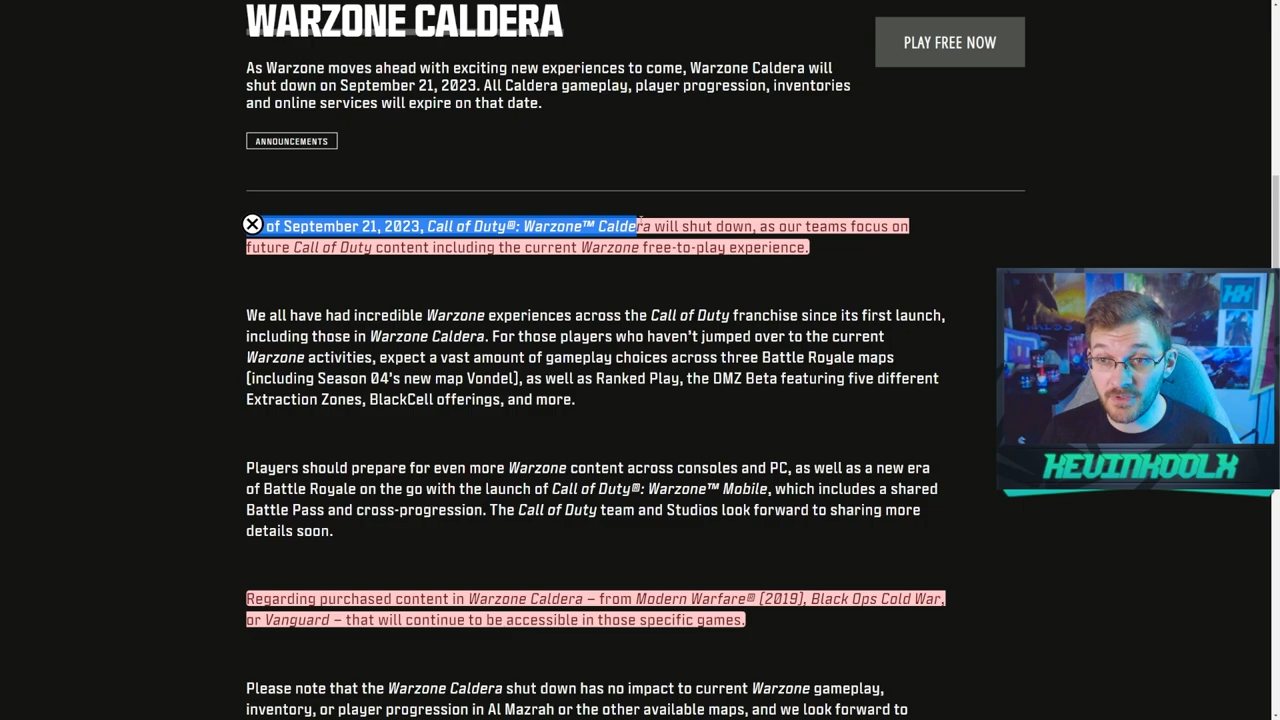 WARZONE CALDERA
PLAY FREE NOW
As Warzone moves ahead with exciting new experiences to come, Warzone Caldera will
shut down on September 21, 2023. All Caldera gameplay, player progression, inventories
and online services will expire on that date.
ANNOUNCEMENTS
of September 21, 2023, Call of Duty®: Warzone™ Caldera will shut down, as our teams focus on
future Call of Duty content including the current Warzone free-to-play experience.
We all have had incredible Warzone experiences across the Call of Duty franchise since its first launch,
including those in Warzone Caldera. For those players who haven't jumped over to the current
Warzone activities, expect a vast amount of gameplay choices across three Battle Royale maps
(including Season 04's new map Vondel), as well as Ranked Play, the DMZ Beta featuring five different
Extraction Zones, BlackCell offerings, and more.
Players should prepare for even more Warzone content across consoles and PC, as well as a new era
of Battle Royale on the go with the launch of Call of Duty®: Warzone™ Mobile, which includes a shared
Battle Pass and cross-progression. The Call of Duty team and Studios look forward to sharing more
details soon.
Regarding purchased content in Warzone Caldera – from Modern Warfare® (2019), Black Ops Cold War,
or Vanguard – that will continue to be accessible in those specific games.
Please note that the Warzone Caldera shut down has no impact to current Warzone gameplay,
inventory, or player progression in Al Mazrah or the other available maps, and we look forward to
KEVINKOOLX